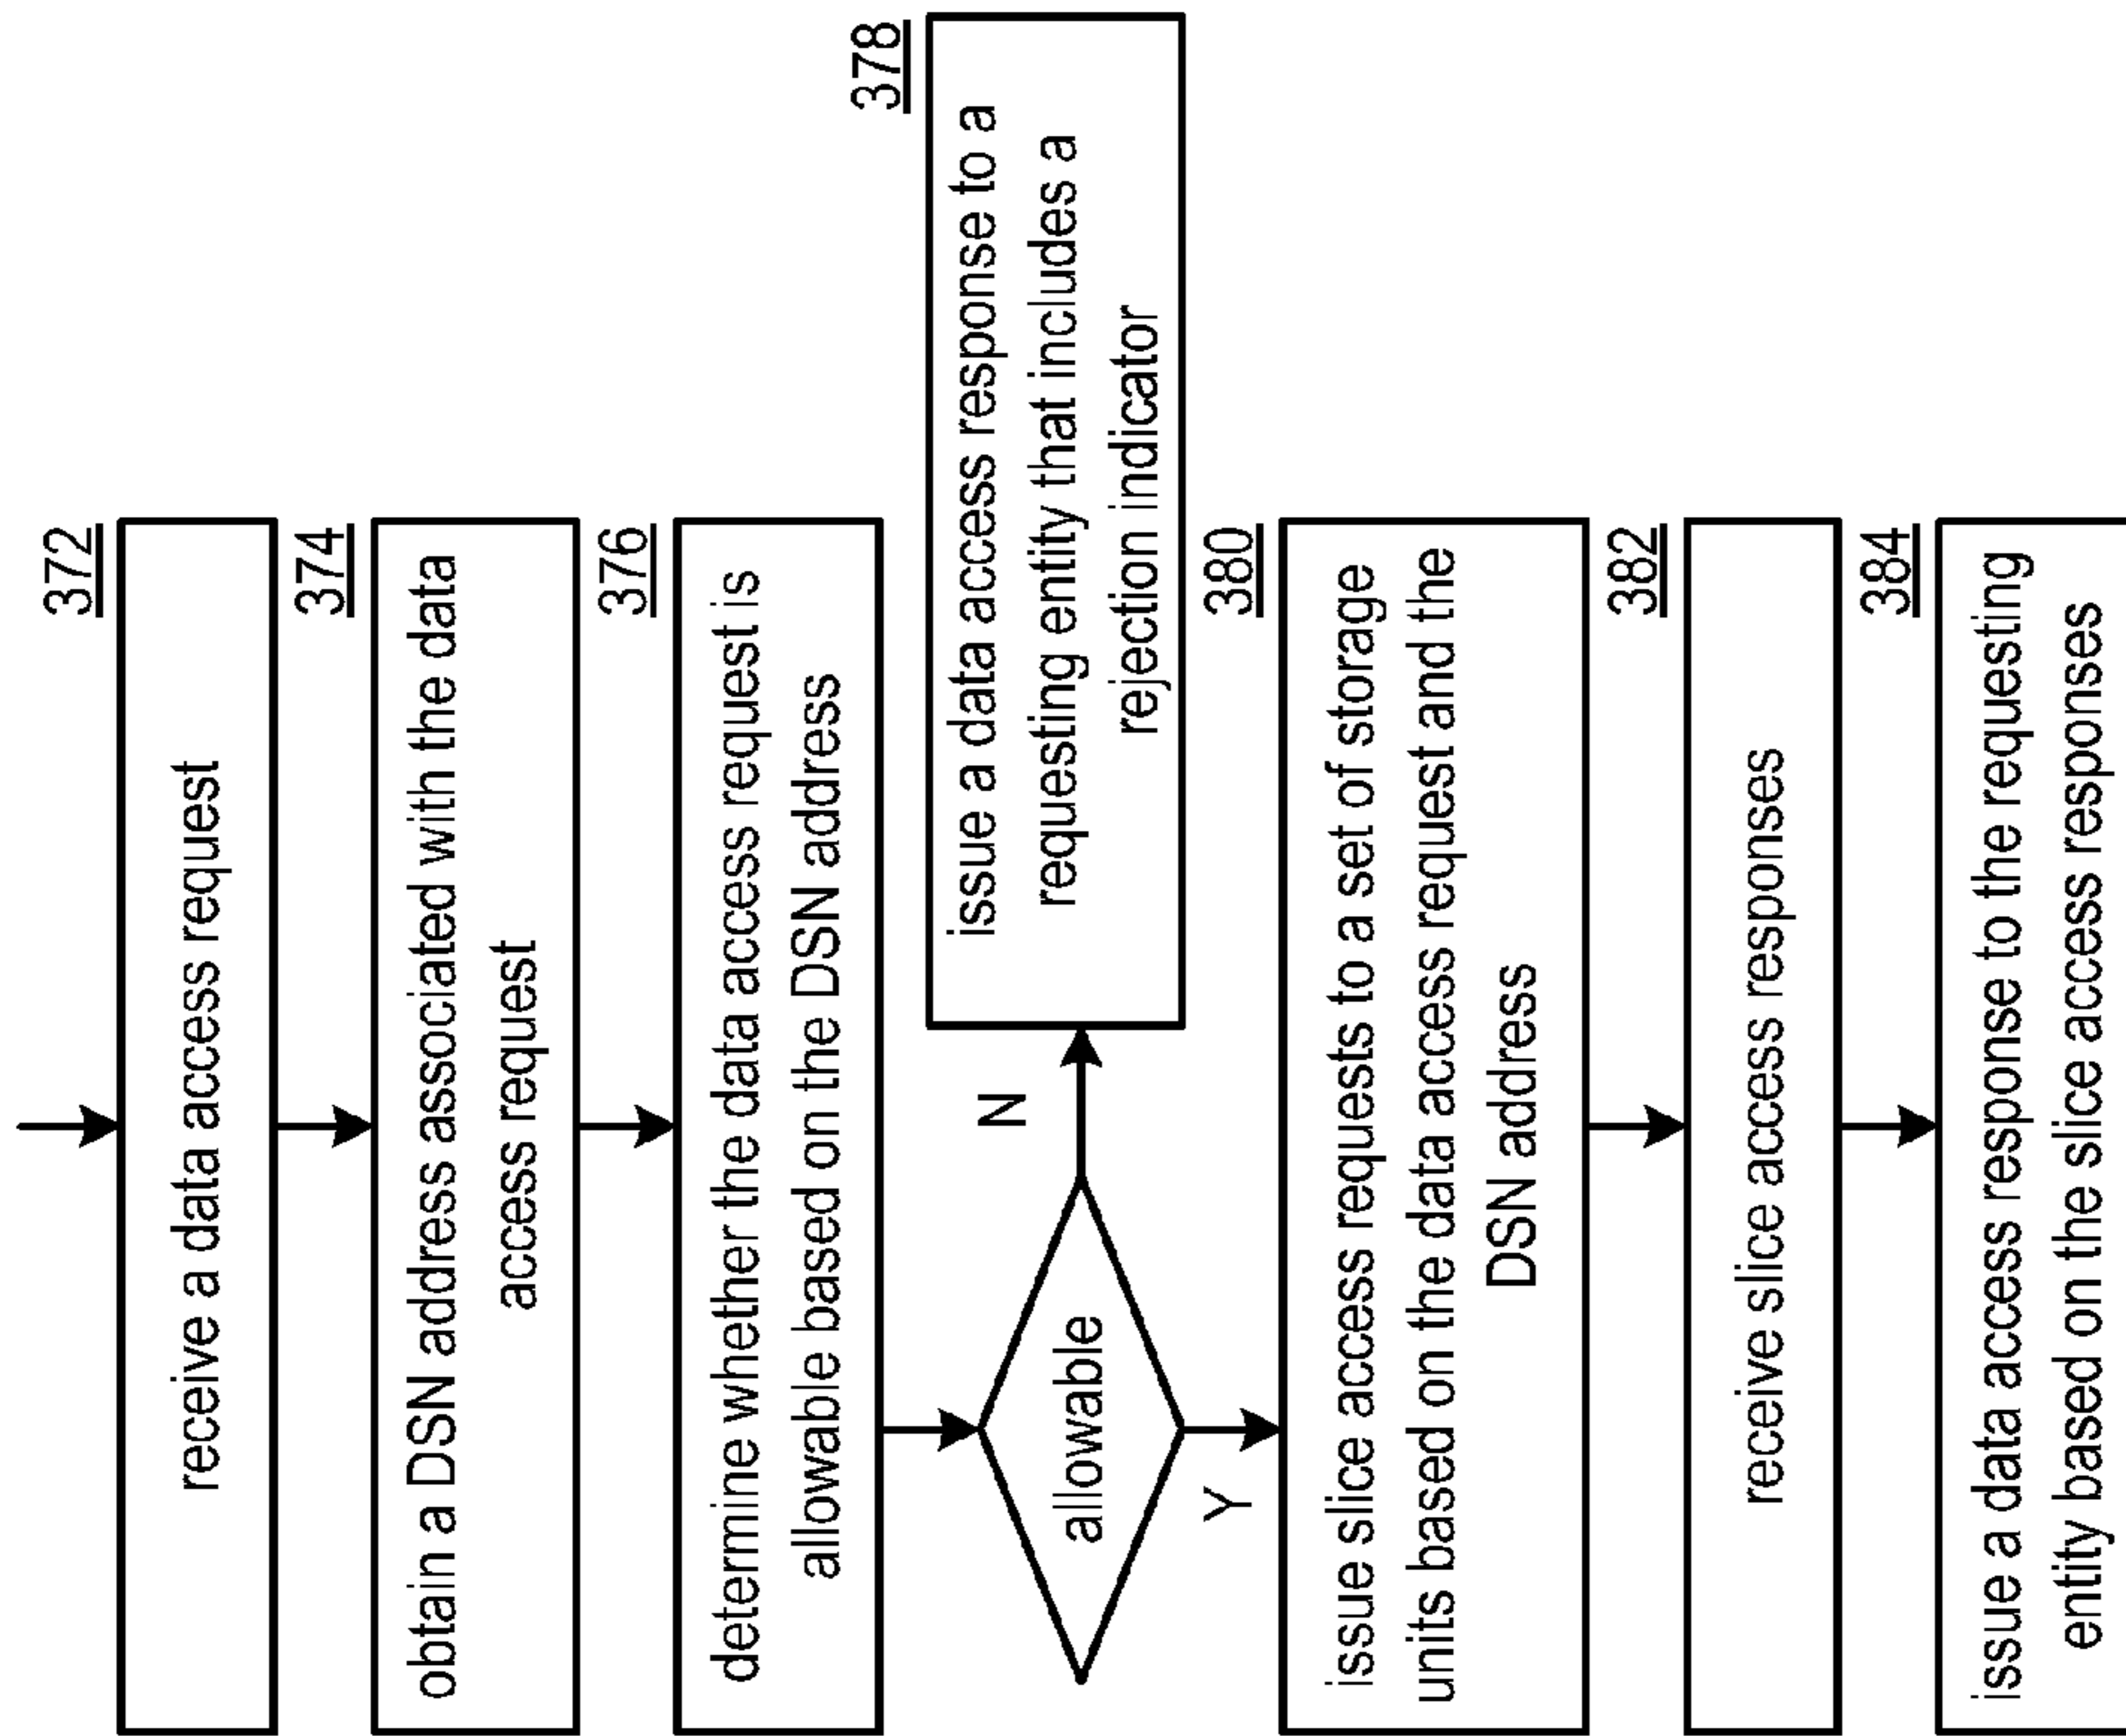 372
receive a data access request
374
obtain a DSN address associated with the data
access request
376
determine whether the data access request is
allowable based on the DSN address
allowable
N
378
issue a data access response to a
requesting entity that includes a
rejection indicator
Y
380
issue slice access requests to a set of storage
units based on the data access request and the
DSN address
382
receive slice access responses
384
issue a data access response to the requesting
entity based on the slice access responses